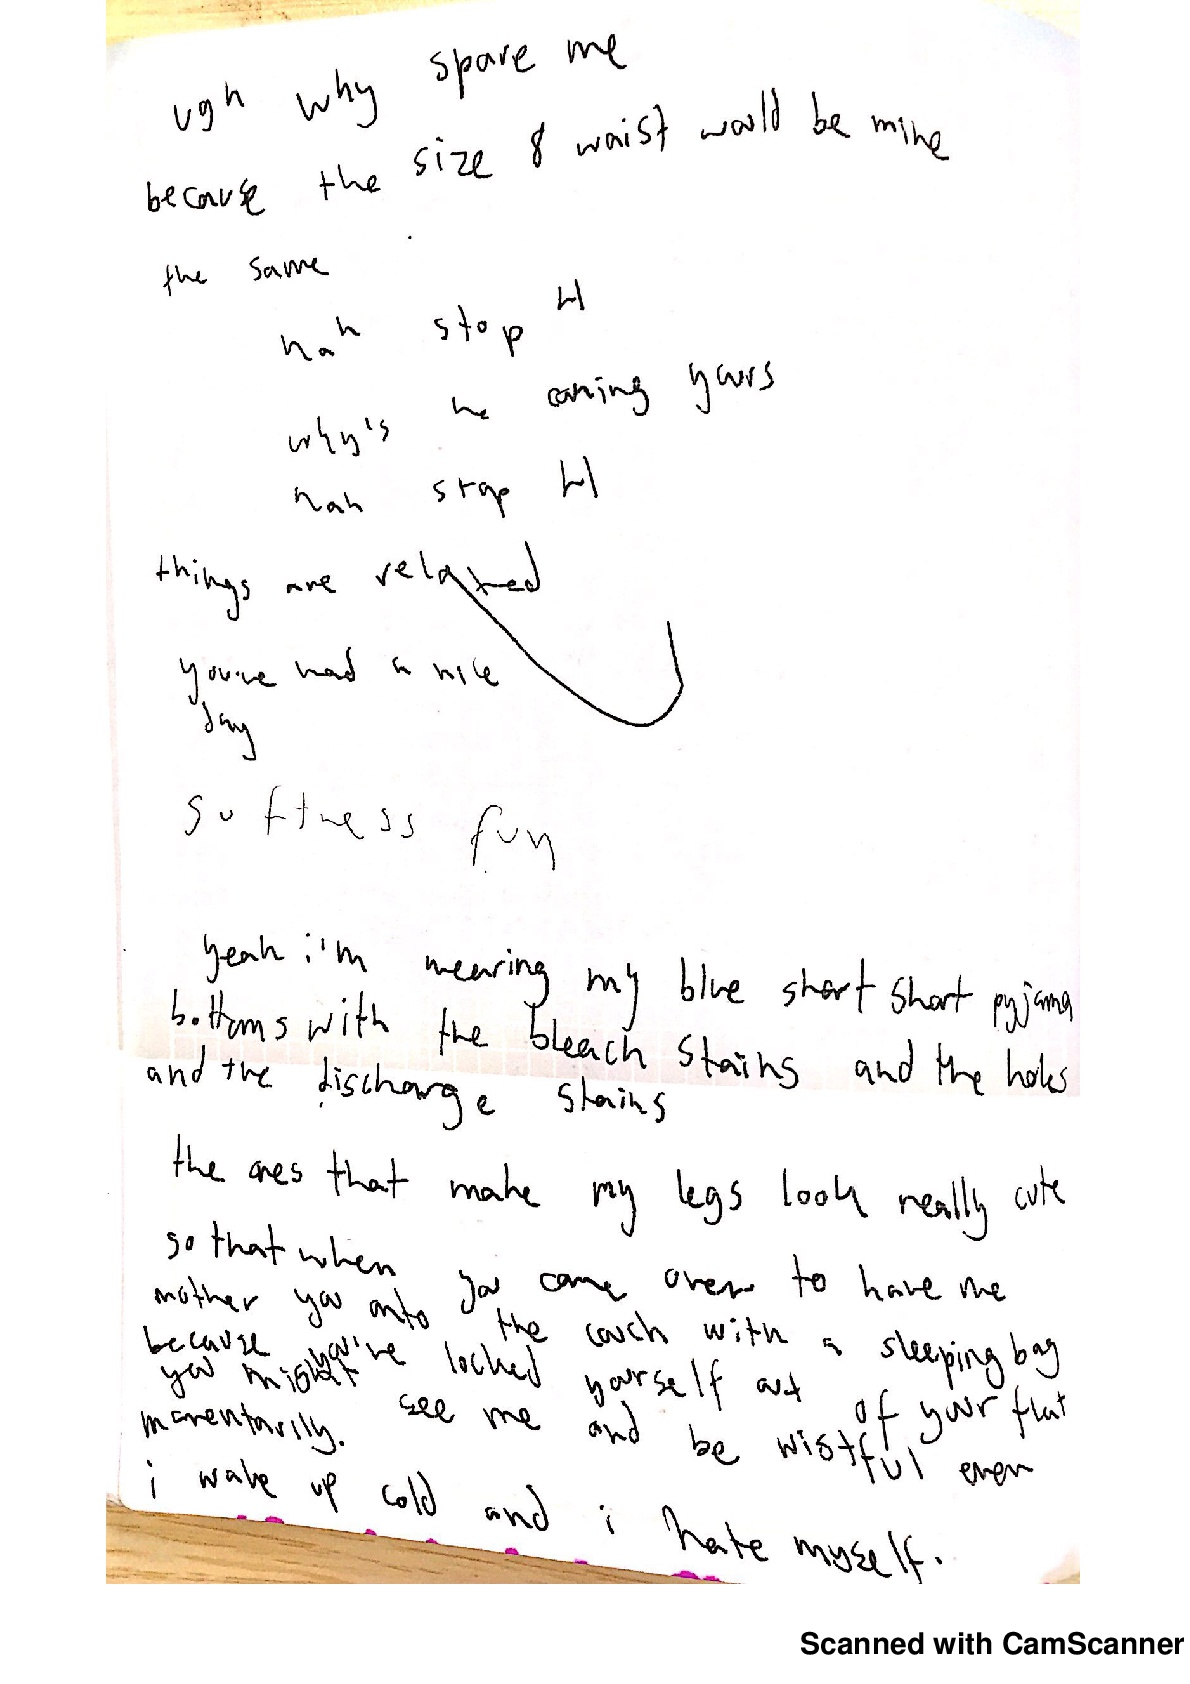 ugh why spare me
because the size 8 waist would be mine
the same
nah stop H
why's he coming yours
nah stop H
things are relaxed
you've had a nice
day
softness fun
yeah i'm wearing my blue short short pyjama
bottoms with the bleach stains and the holes
and the discharge stains
the ones that make my legs look really cute
so that when you come over to have me
mother you onto the couch with a sleeping bag
because you've locked yourself out of your flat
you might see me and be wistful even
momentarily.
i wake up cold and i hate myself.
Scanned with CamScanner